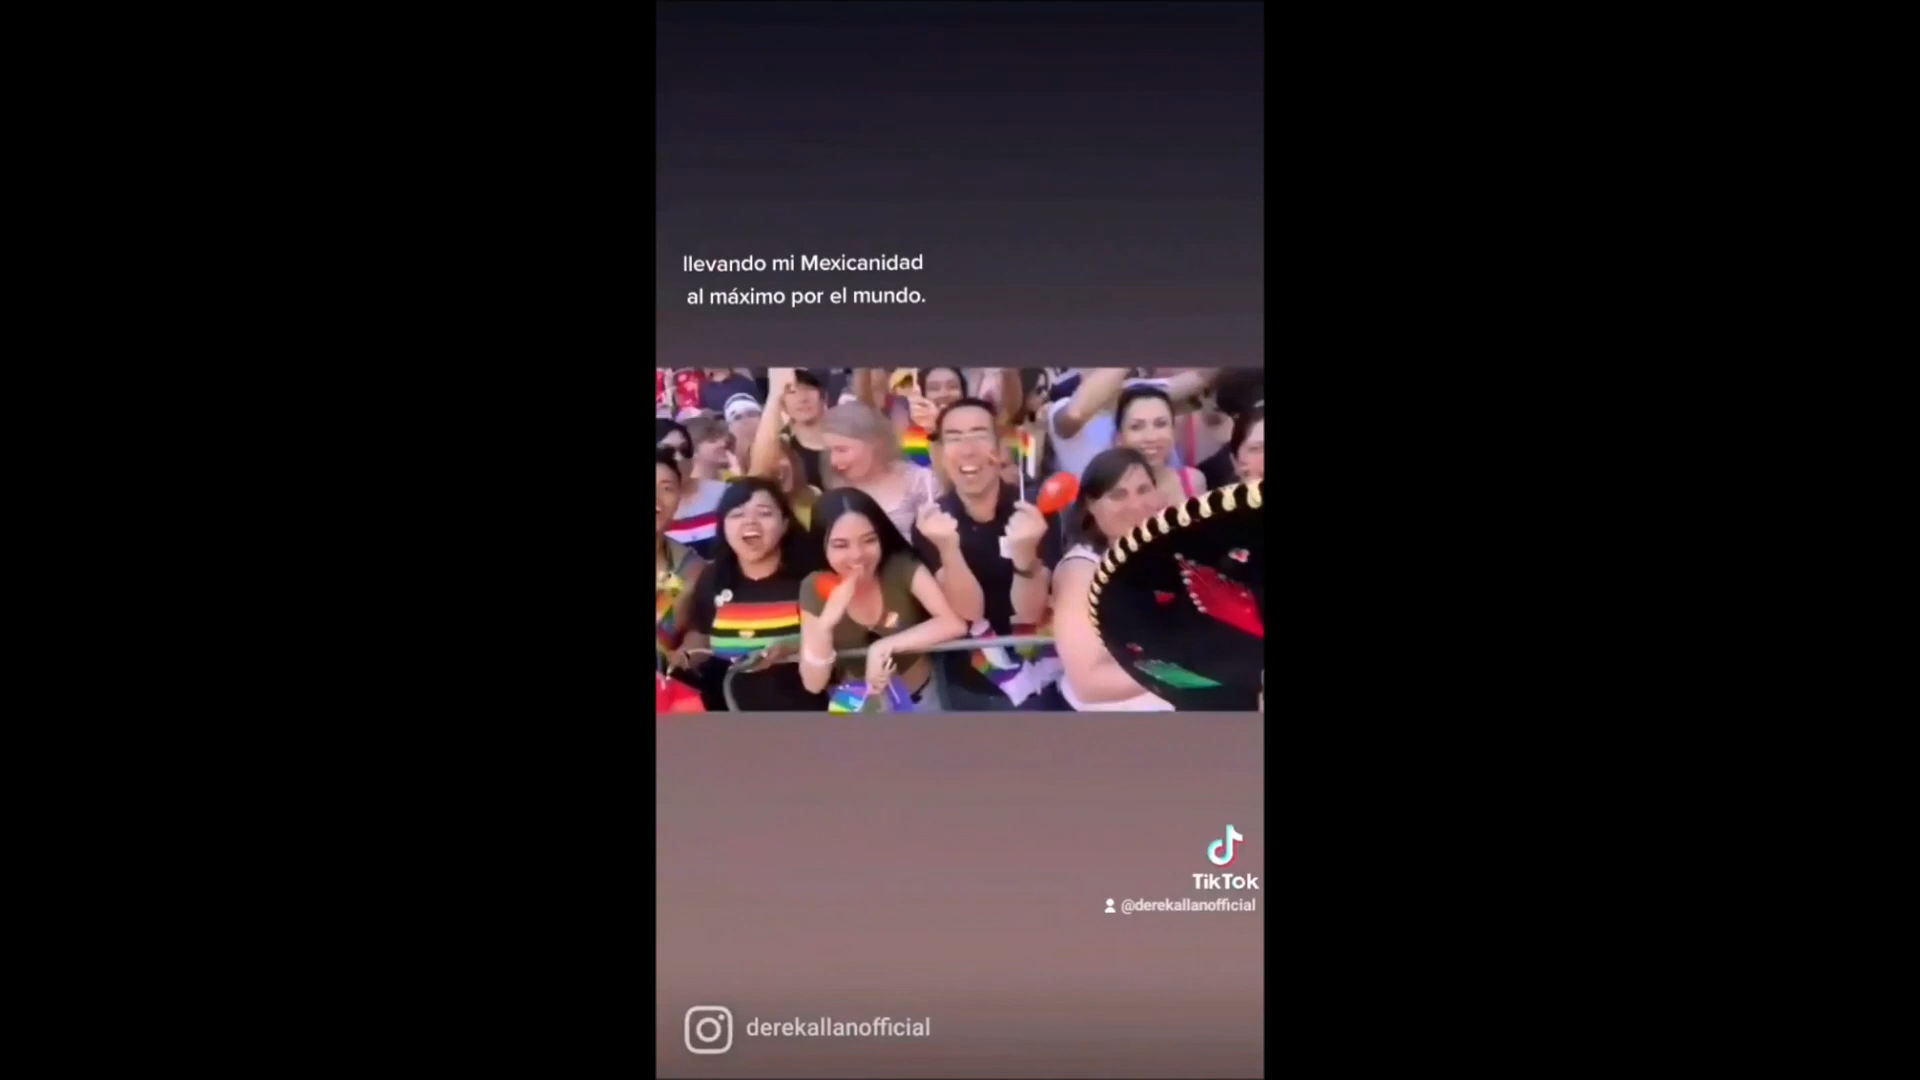 llevando mi Mexicanidad
al máximo por el mundo.
TikTok
@derekallanofficial
derekallanofficial